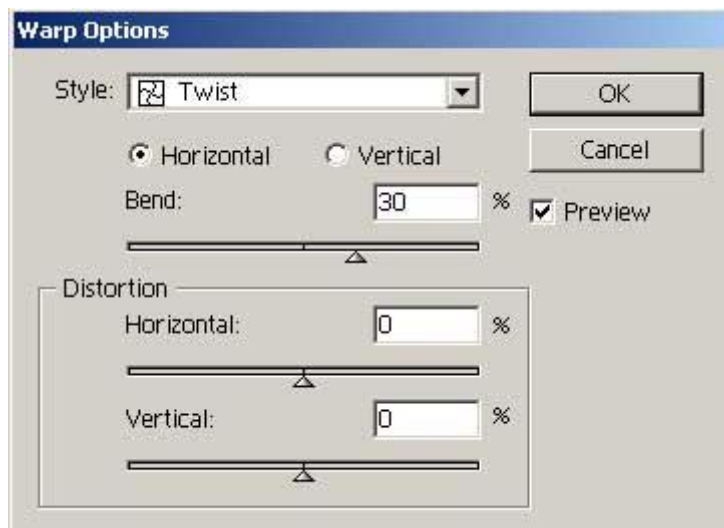 Warp Options
Style: Twist
OK
Horizontal Vertical
Cancel
Bend: 30 %
Preview
Distortion
Horizontal: 0 %
Vertical: 0 %